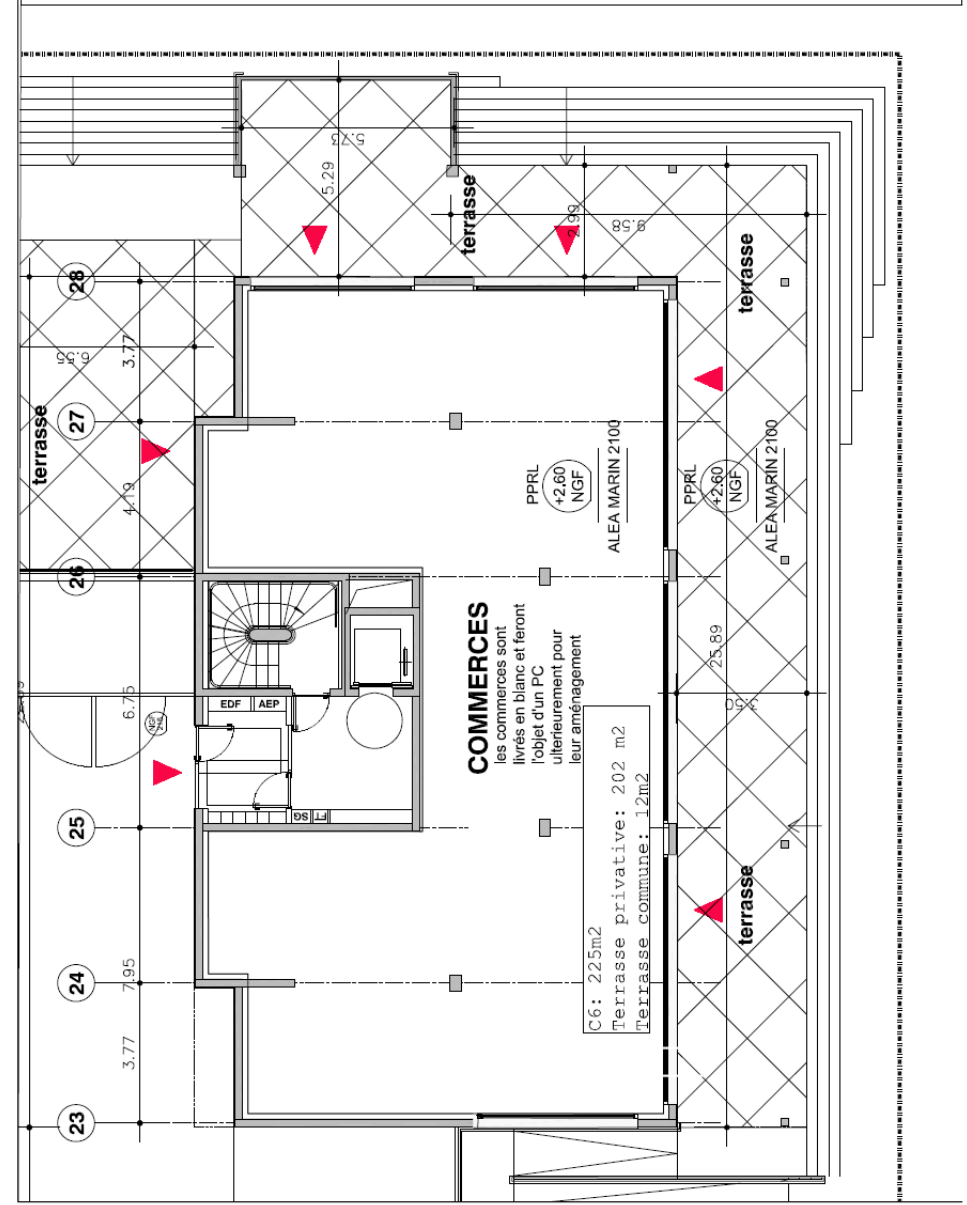 5.73
5.29
terrasse
2.99
9.58
terrasse
28
3.77
6.55
27
terrasse
4.19
26
PPRL
+2.60
NGF
ALEA MARIN 2100
PPRL
+2.60
NGF
ALEA MARIN 2100
COMMERCES
les commerces sont
livrés en blanc et feront
l'objet d'un PC
ulterieurement pour
leur aménagement
6.75
EDF
AEP
NGF
25.89
3.50
25
SG
FT
C6: 225m2
Terrasse privative: 202 m2
Terrasse commune: 12m2
terrasse
24
7.95
3.77
23